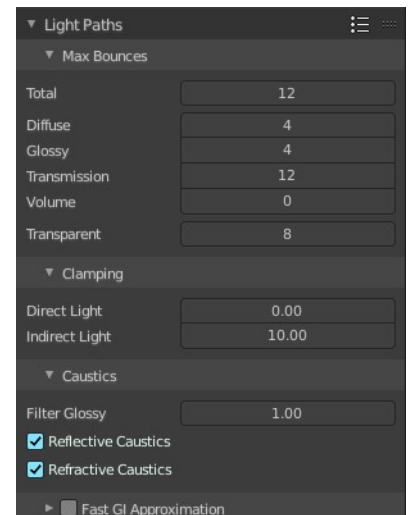 Light Paths
Max Bounces
Total 12
Diffuse 4
Glossy 4
Transmission 12
Volume 0
Transparent 8
Clamping
Direct Light 0.00
Indirect Light 10.00
Caustics
Filter Glossy 1.00
Reflective Caustics
Refractive Caustics
Fast GI Approximation